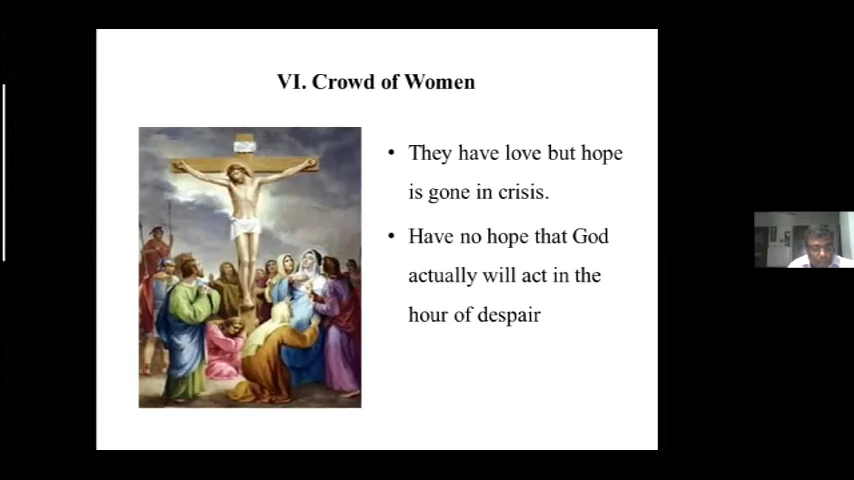 VI. Crowd of Women
• They have love but hope
is gone in crisis.
• Have no hope that God
actually will act in the
hour of despair